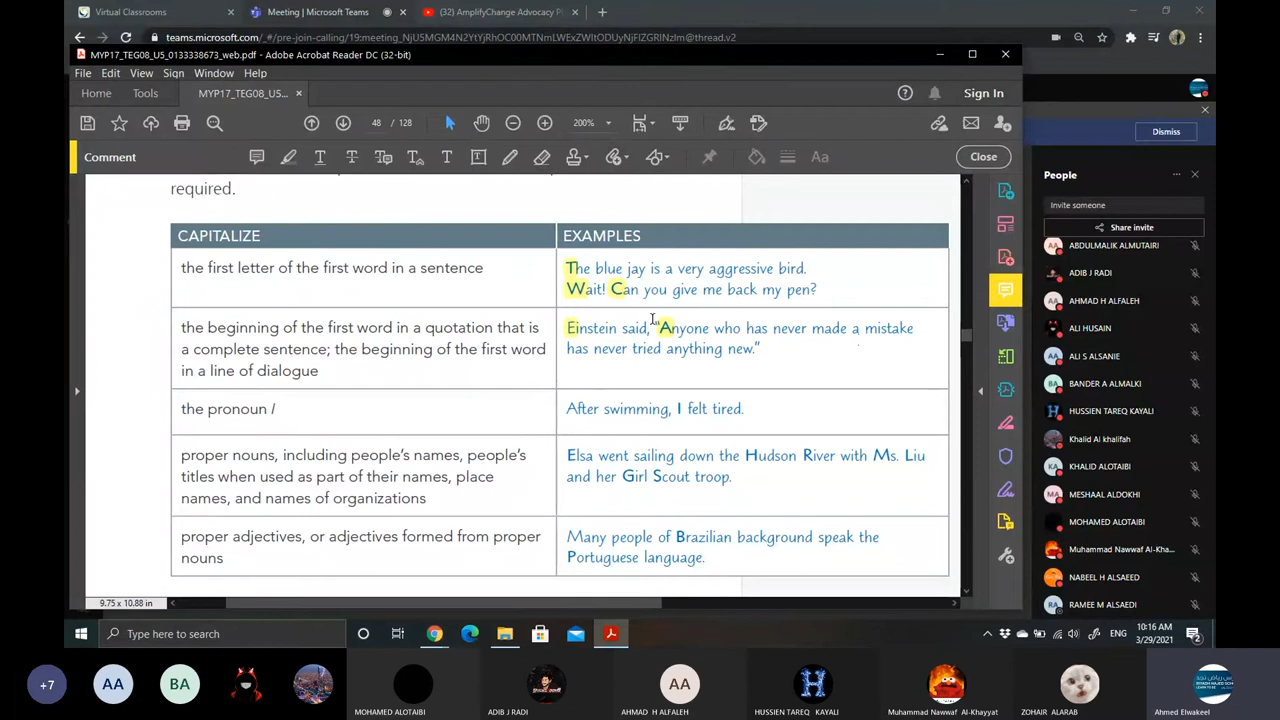 Virtual Classrooms
Meeting | Microsoft Teams
(32) AmplifyChange Advocacy P
teams.microsoft.com/_#/pre-join-calling/19:meeting_NjU5MGM4N2YtYjRhOC00MTNmLWExZWItODUyNjFlZGRlNzlm@thread.v2
MYP17_TEG08_U5_0133338673_web.pdf - Adobe Acrobat Reader DC (32-bit)
File Edit View Sign Window Help
Home Tools MYP17_TEG08_U5... Sign In
48 / 128 200%
Dismiss
Comment Close
People
required.
Invite someone
Share invite
CAPITALIZE EXAMPLES
the first letter of the first word in a sentence
The blue jay is a very aggressive bird.
Wait! Can you give me back my pen?
the beginning of the first word in a quotation that is
a complete sentence; the beginning of the first word
in a line of dialogue
Einstein said, "Anyone who has never made a mistake
has never tried anything new."
the pronoun I
After swimming, I felt tired.
proper nouns, including people's names, people's
titles when used as part of their names, place
names, and names of organizations
Elsa went sailing down the Hudson River with Ms. Liu
and her Girl Scout troop.
proper adjectives, or adjectives formed from proper
nouns
Many people of Brazilian background speak the
Portuguese language.
AA ABDULMALIK ALMUTAIRI
ADIB J RADI
AA AHMAD H ALFALEH
ALI HUSAIN
AA ALI S ALSANIE
BA BANDER A ALMALKI
HUSSIEN TAREQ KAYALI
Khalid Al khalifah
KA KHALID ALOTAIBI
MA MESHAAL ALDOKHI
MOHAMED ALOTAIBI
Muhammad Nawwaf Al-Kha...
NABEEL H ALSAEED
RA RAMEE M ALSAEDI
9.75 x 10.88 in
Type here to search
ENG
10:16 AM
3/29/2021
2
+7 AA BA AA
MOHAMED ALOTAIBI
ADIB J RADI
AHMAD H ALFALEH
HUSSIEN TAREQ KAYALI
Muhammad Nawwaf Al-Khayyat
ZOHAIR ALARAB
Ahmed Elwakeel